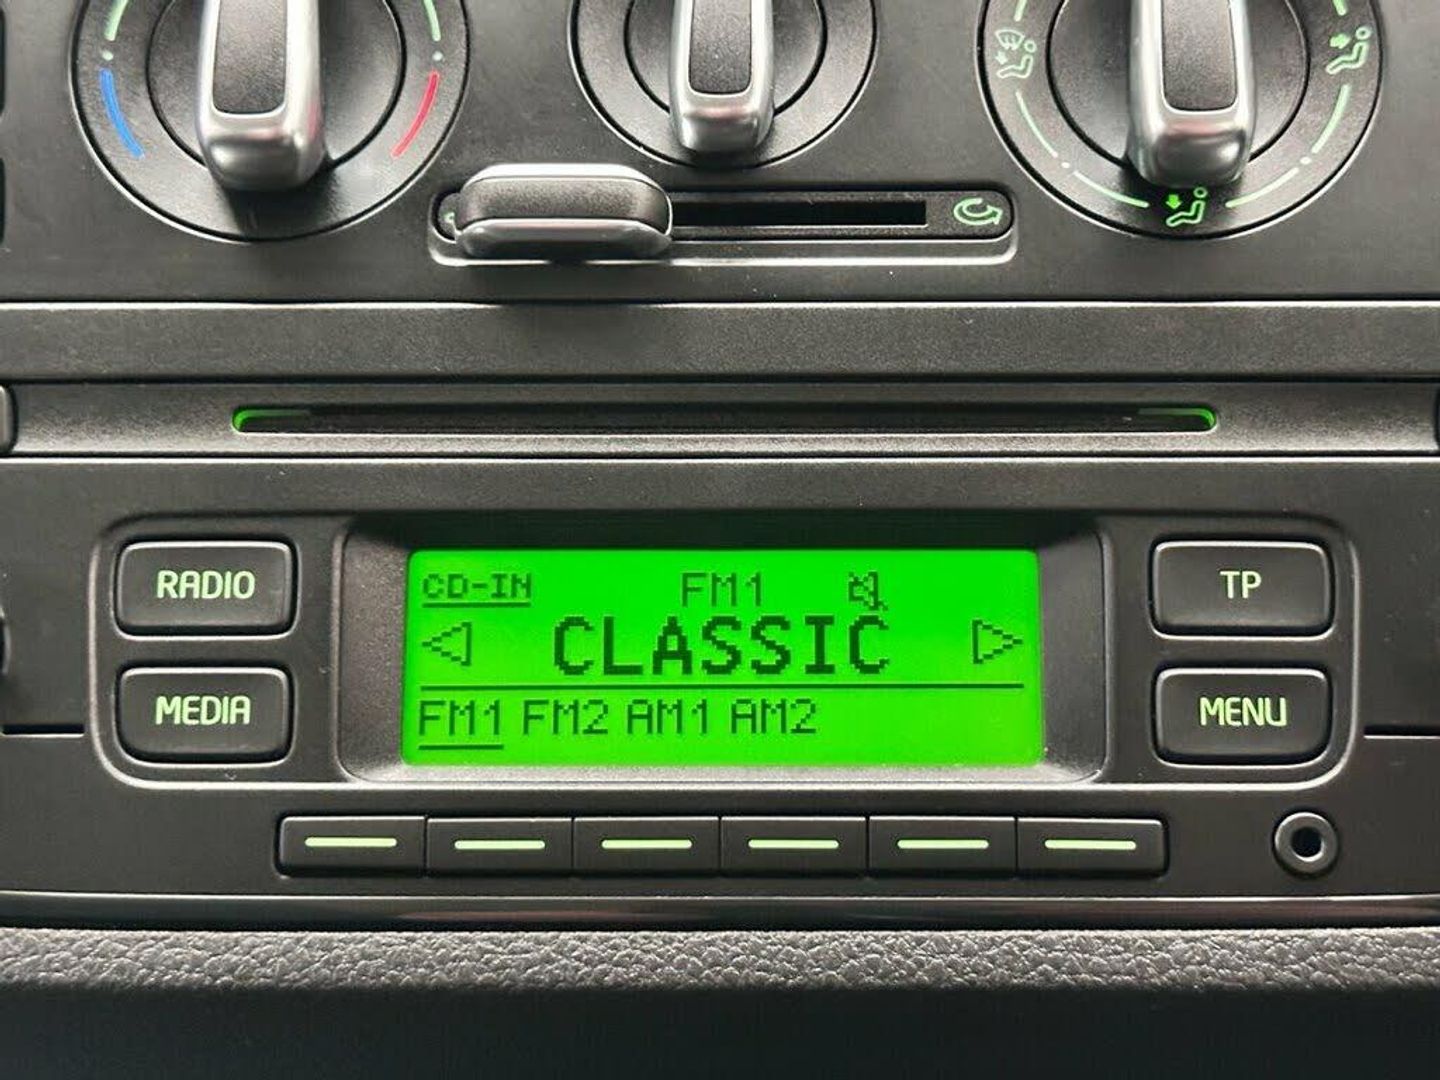 RADIO
MEDIA
CD-IN FM1
CLASSIC
FM1 FM2 AM1 AM2
TP
MENU